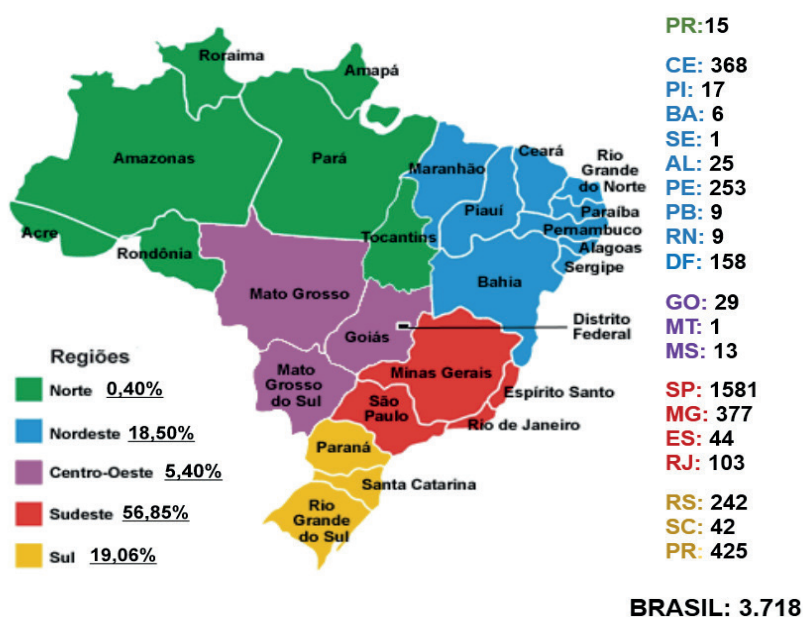 Roraima
Amapá
Amazonas
Pará
Maranhão
Ceará
Rio
Grande
do Norte
Piauí
Paraíba
Pernambuco
Alagoas
Sergipe
Acre
Rondônia
Tocantins
Bahia
Mato Grosso
Goiás
Distrito
Federal
Mato
Grosso
do Sul
Minas Gerais
Espírito Santo
São
Paulo
Rio de Janeiro
Paraná
Santa Catarina
Rio
Grande
do Sul
Regiões
Norte 0,40%
Nordeste 18,50%
Centro-Oeste 5,40%
Sudeste 56,85%
Sul 19,06%
PR:15
CE: 368
PI: 17
BA: 6
SE: 1
AL: 25
PE: 253
PB: 9
RN: 9
DF: 158
GO: 29
MT: 1
MS: 13
SP: 1581
MG: 377
ES: 44
RJ: 103
RS: 242
SC: 42
PR: 425
BRASIL: 3.718